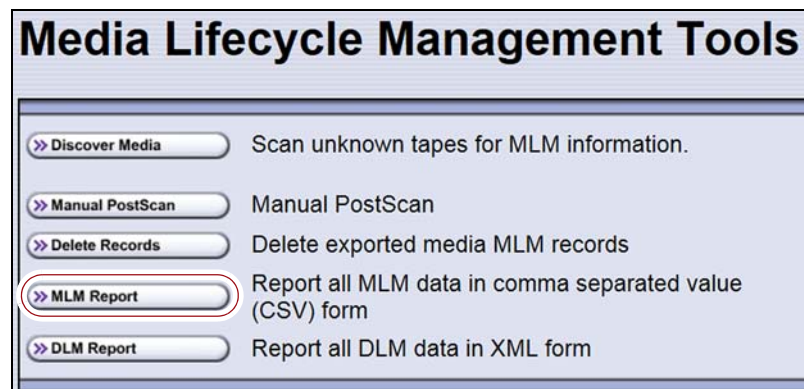 Media Lifecycle Management Tools
» Discover Media Scan unknown tapes for MLM information.
» Manual PostScan Manual PostScan
» Delete Records Delete exported media MLM records
» MLM Report Report all MLM data in comma separated value
(CSV) form
» DLM Report Report all DLM data in XML form